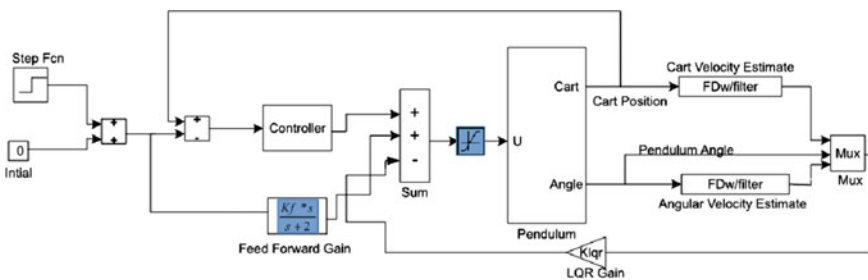 Step Fcn
+
+
0
Intial
+
-
Controller
Kf * s
s + 2
Feed Forward Gain
+
+
-
Sum
Cart
U
Angle
Pendulum
Cart Position
Cart Velocity Estimate
FDw/filter
Pendulum Angle
FDw/filter
Angular Velocity Estimate
Mux
Mux
Klqr
LQR Gain